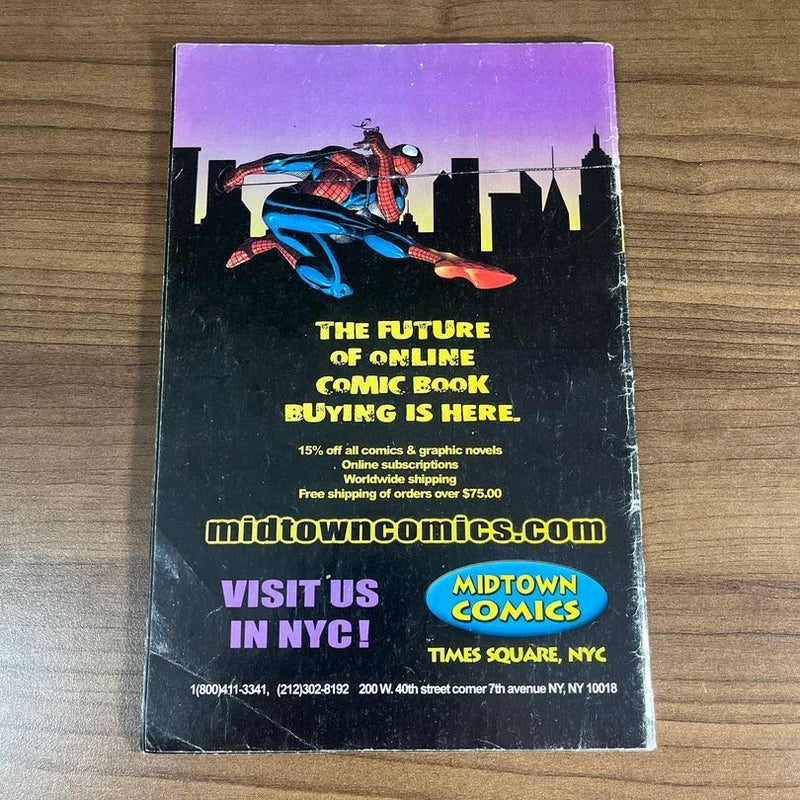 THE FUTURE
OF ONLINE
COMIC BOOK
BUYING IS HERE.
15% off all comics & graphic novels
Online subscriptions
Worldwide shipping
Free shipping of orders over $75.00
midtowncomics.com
VISIT US
IN NYC!
MIDTOWN
COMICS
TIMES SQUARE, NYC
1(800)411-3341, (212)302-8192 200 W. 40th street corner 7th avenue NY, NY 10018